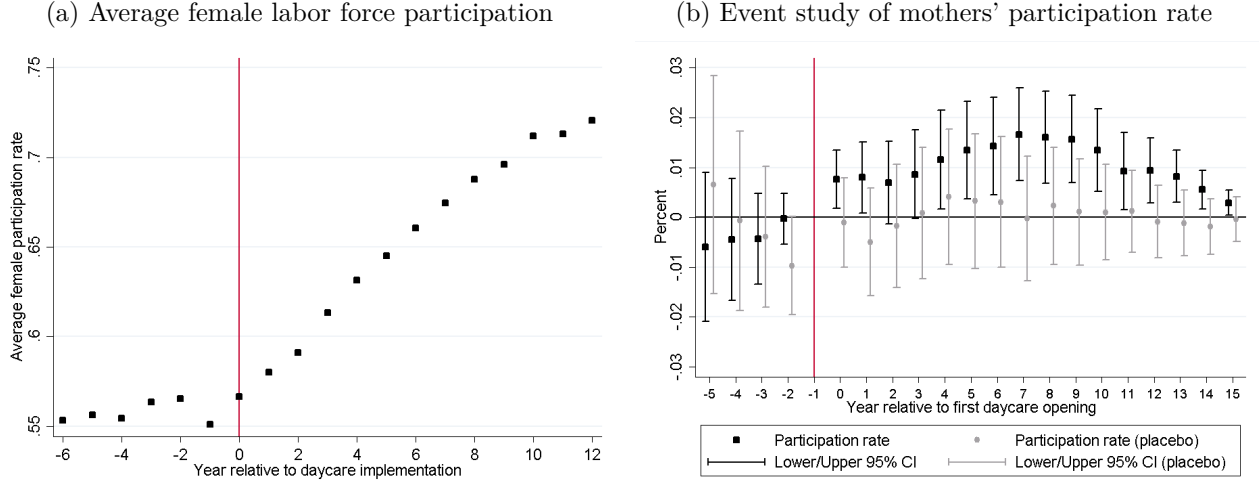 (a) Average female labor force participation
.75
.7
.65
.6
.55
Average female participation rate
-6 -4 -2 0 2 4 6 8 10 12
Year relative to daycare implementation
(b) Event study of mothers' participation rate
.03
.02
.01
0
-.01
-.02
-.03
Percent
-5 -4 -3 -2 -1 0 1 2 3 4 5 6 7 8 9 10 11 12 13 14 15
Year relative to first daycare opening
Participation rate Participation rate (placebo)
Lower/Upper 95% CI Lower/Upper 95% CI (placebo)